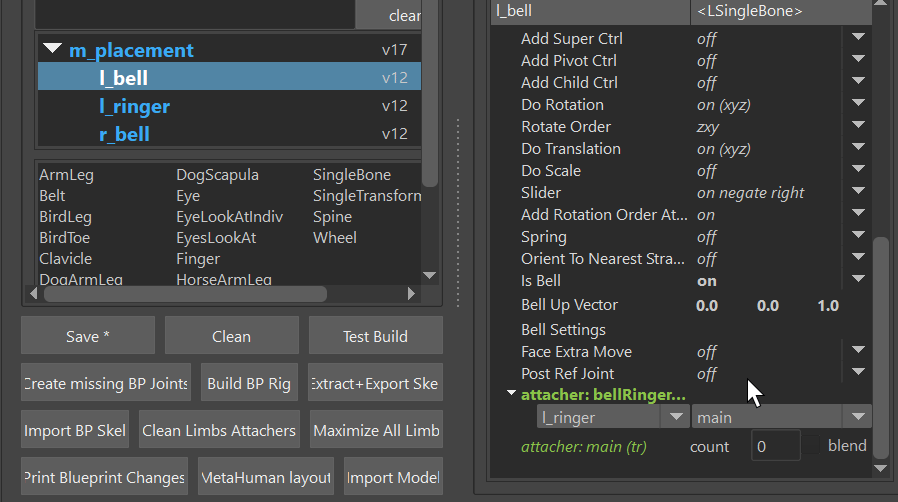 clear
m_placement v17
l_bell v12
l_ringer v12
r_bell v12
ArmLeg DogScapula SingleBone
Belt Eye SingleTransform
BirdLeg EyeLookAtIndiv Spine
BirdToe EyesLookAt Wheel
Clavicle Finger
DogArmLeg HorseArmLeg
Save * Clean Test Build
Create missing BP Joints Build BP Rig Extract+Export Ske
Import BP Skel Clean Limbs Attachers Maximize All Limb
Print Blueprint Changes MetaHuman layout Import Model
l_bell <LSingleBone>
Add Super Ctrl off
Add Pivot Ctrl off
Add Child Ctrl off
Do Rotation on (xyz)
Rotate Order zxy
Do Translation on (xyz)
Do Scale off
Slider on negate right
Add Rotation Order At... on
Spring off
Orient To Nearest Stra... off
Is Bell on
Bell Up Vector 0.0 0.0 1.0
Bell Settings
Face Extra Move off
Post Ref Joint off
attacher: bellRinger...
l_ringer main
attacher: main (tr) count 0 blend